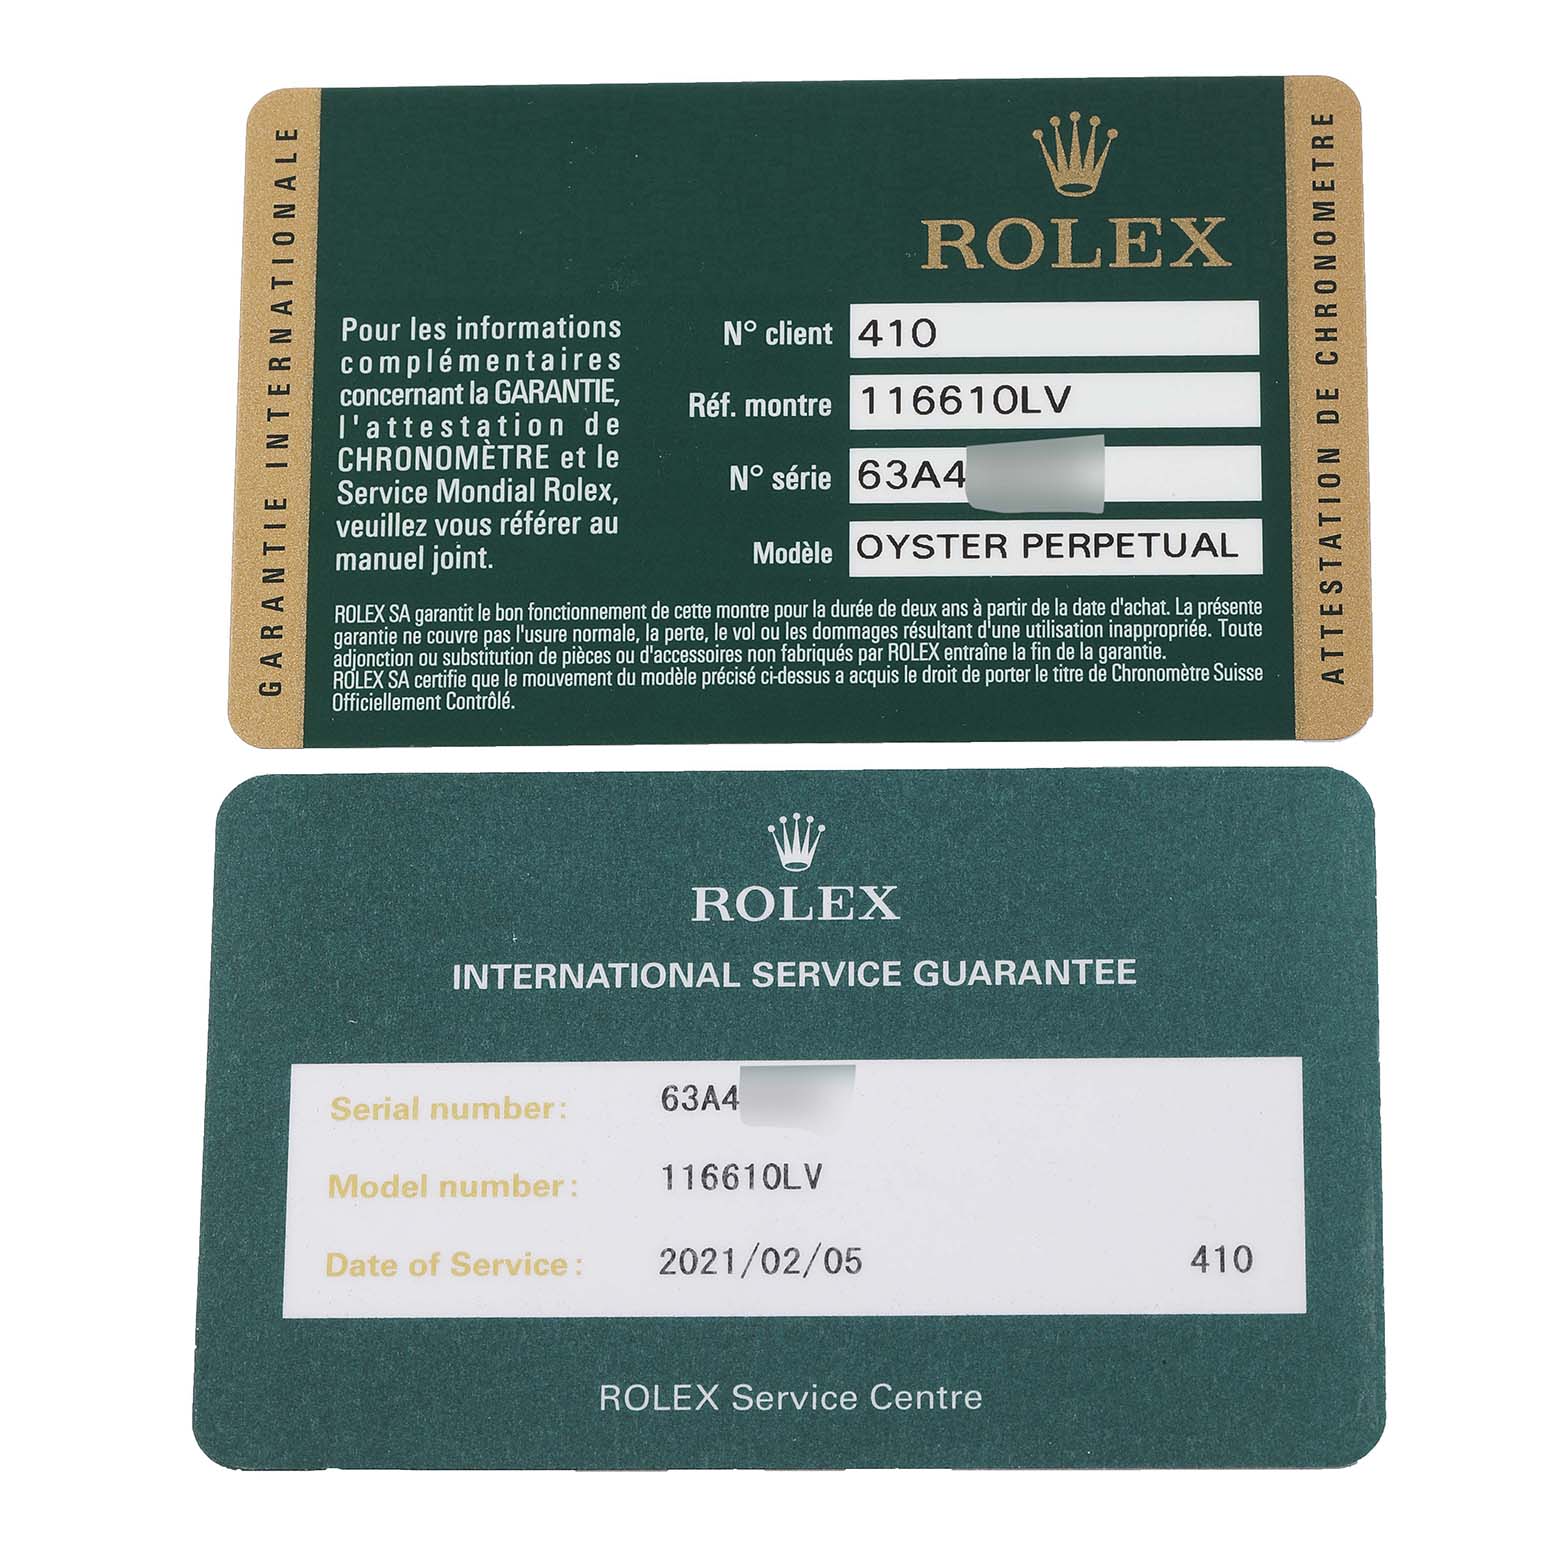 GARANTIE INTERNATIONALE
ROLEX
Pour les informations
complémentaires
concernant la GARANTIE,
l'attestation de
CHRONOMÈTRE et le
Service Mondial Rolex,
veuillez vous référer au
manuel joint.
N° client 410
Réf. montre 116610LV
N° série 63A4
Modèle OYSTER PERPETUAL
ROLEX SA garantit le bon fonctionnement de cette montre pour la durée de deux ans à partir de la date d'achat. La présente
garantie ne couvre pas l'usure normale, la perte, le vol ou les dommages résultant d'une utilisation inappropriée. Toute
adjonction ou substitution de pièces ou d'accessoires non fabriqués par ROLEX entraîne la fin de la garantie.
ROLEX SA certifie que le mouvement du modèle précisé ci-dessus a acquis le droit de porter le titre de Chronomètre Suisse
Officiellement Contrôlé.
ATTESTATION DE CHRONOMETRE
ROLEX
INTERNATIONAL SERVICE GUARANTEE
Serial number: 63A4
Model number: 116610LV
Date of Service: 2021/02/05 410
ROLEX Service Centre